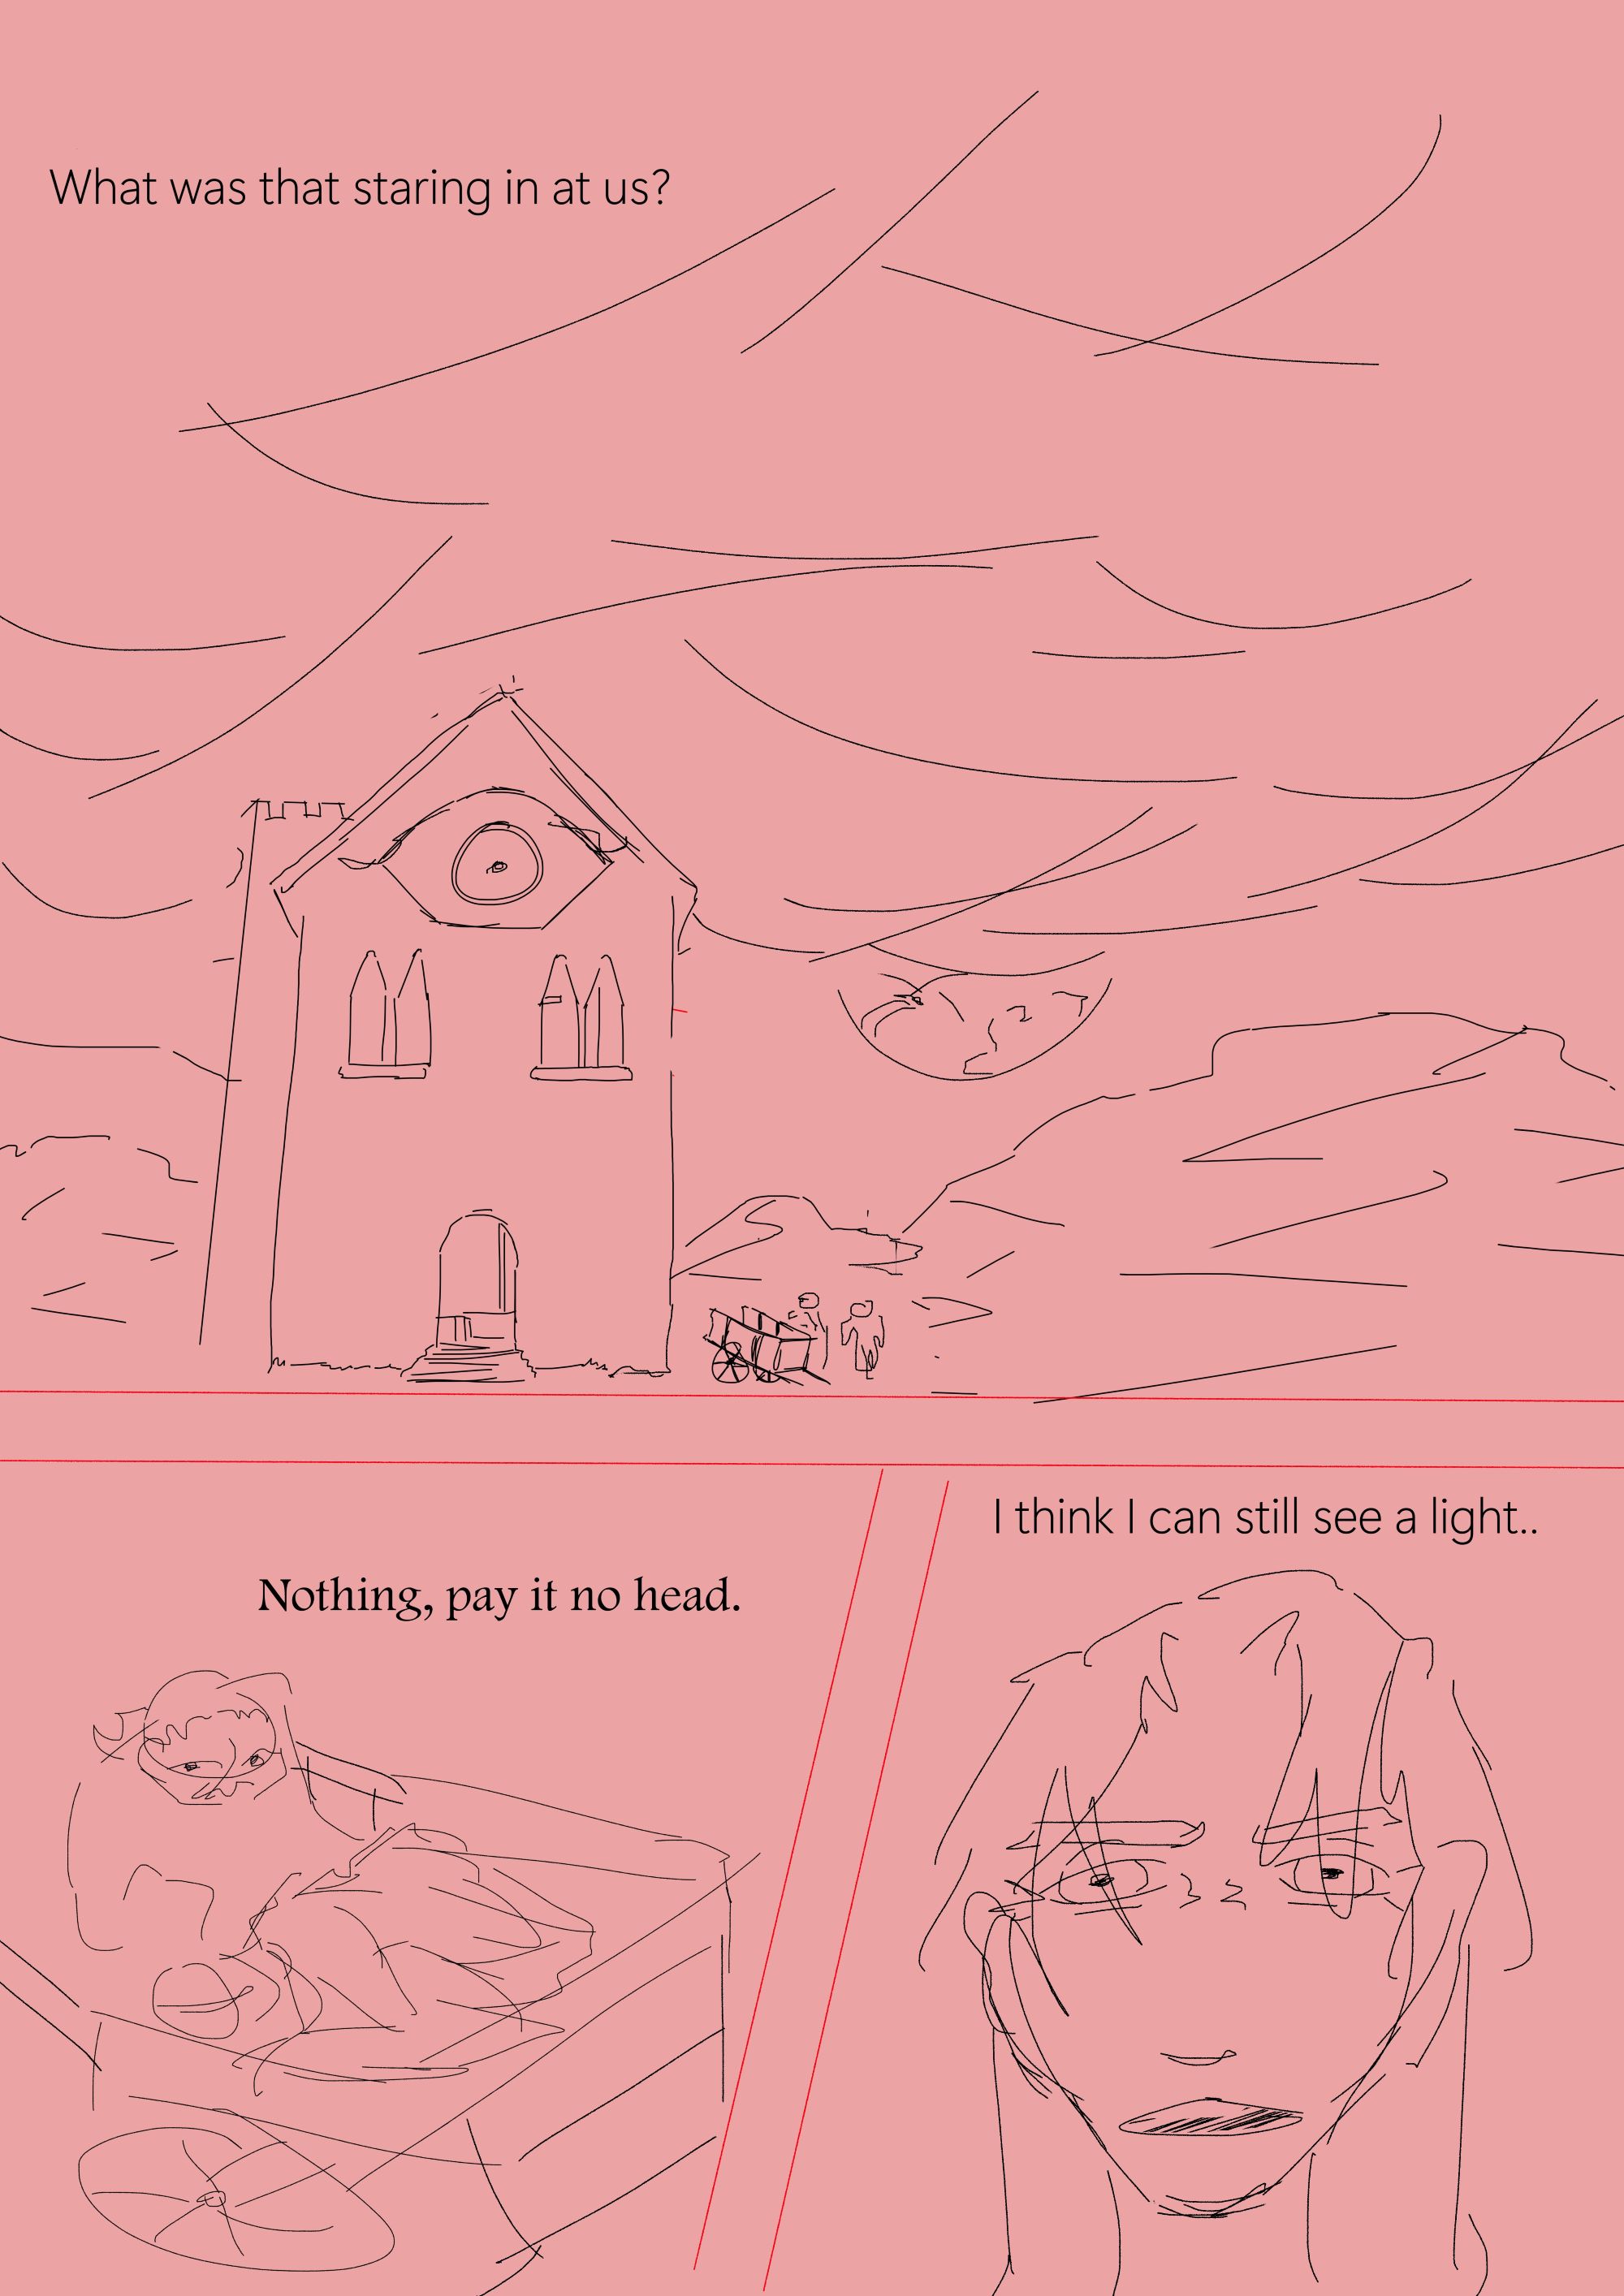 What was that staring in at us?
Nothing, pay it no head.
I think I can still see a light..